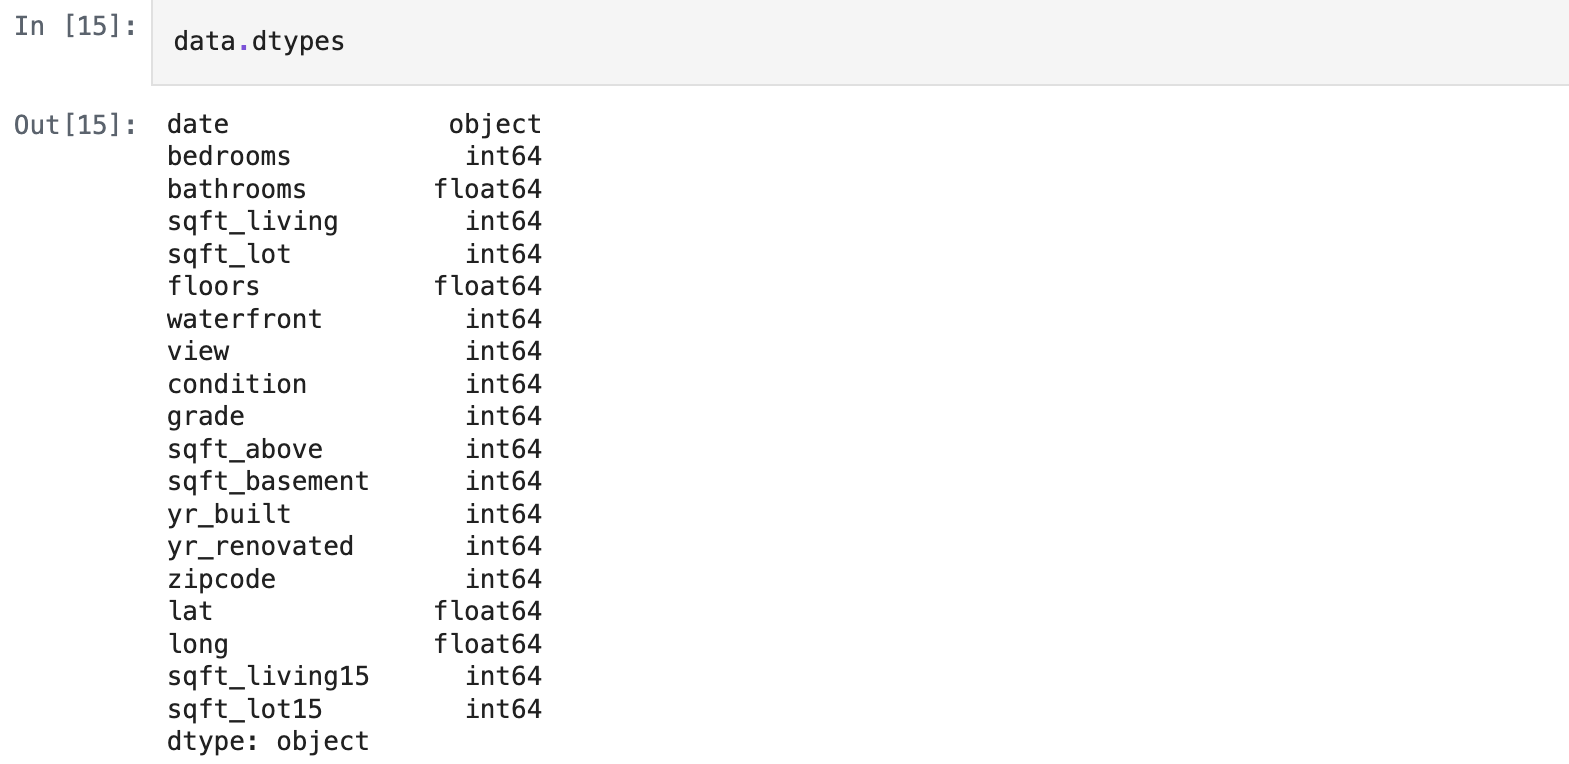 In [15]: data.dtypes
Out[15]: date object
bedrooms int64
bathrooms float64
sqft_living int64
sqft_lot int64
floors float64
waterfront int64
view int64
condition int64
grade int64
sqft_above int64
sqft_basement int64
yr_built int64
yr_renovated int64
zipcode int64
lat float64
long float64
sqft_living15 int64
sqft_lot15 int64
dtype: object